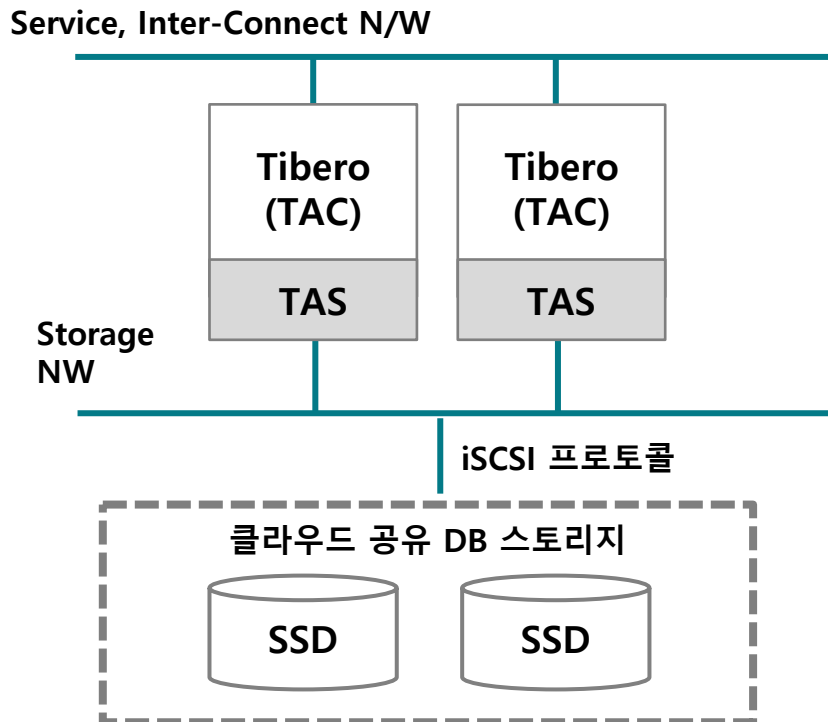 Service, Inter-Connect N/W
Tibero
(TAC)
Tibero
(TAC)
TAS
TAS
Storage
NW
iSCSI 프로토콜
클라우드 공유 DB 스토리지
SSD
SSD